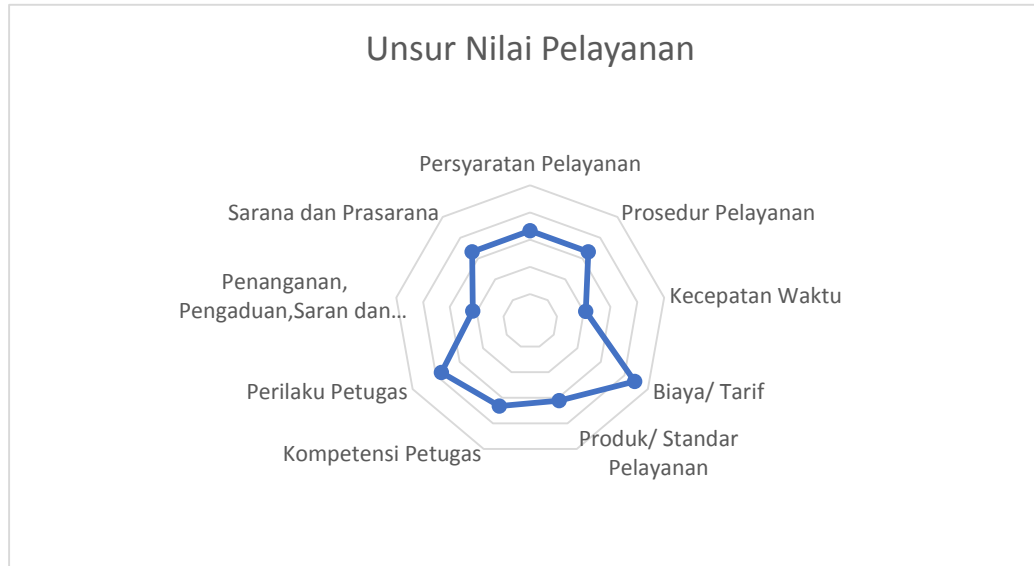 Unsur Nilai Pelayanan
Persyaratan Pelayanan
Prosedur Pelayanan
Kecepatan Waktu
Biaya/ Tarif
Produk/ Standar
Pelayanan
Kompetensi Petugas
Perilaku Petugas
Penanganan,
Pengaduan,Saran dan...
Sarana dan Prasarana